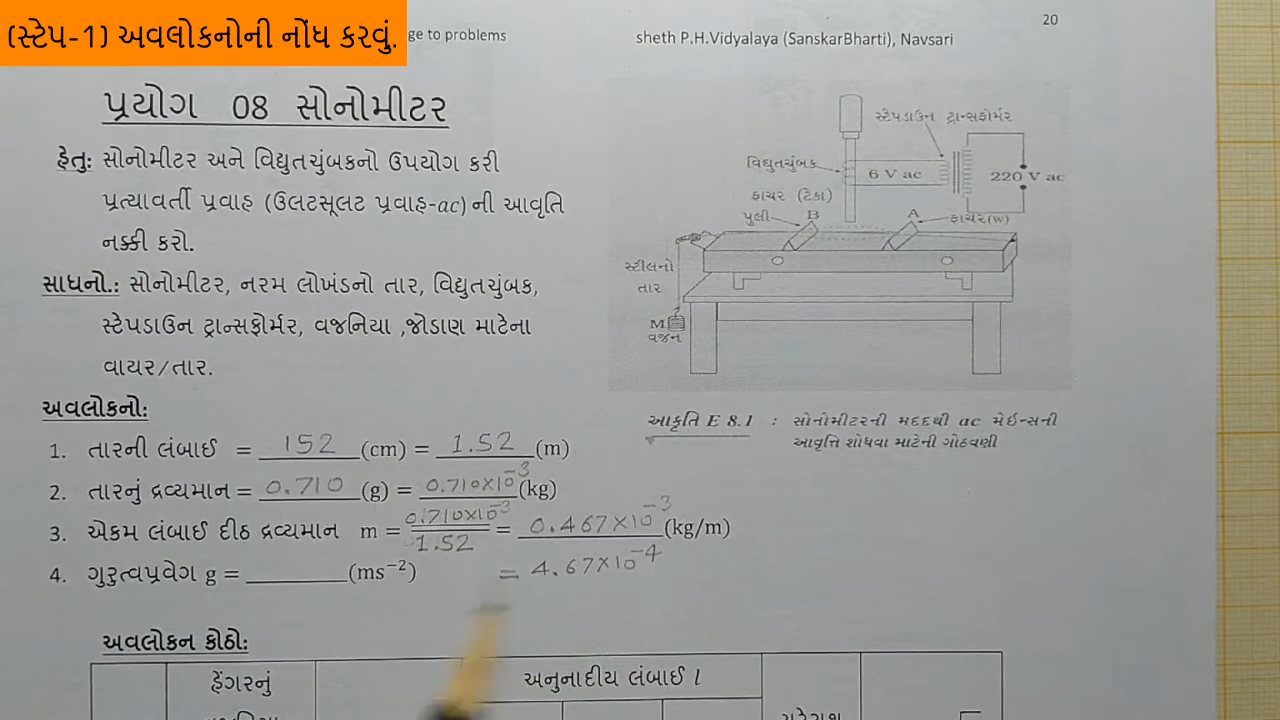 (સ્ટેપ-1) અવલોકનોની નોંધ કરવું.
ge to problems
sheth P.H.Vidyalaya (SanskarBharti), Navsari
20
પ્રયોગ 08 સોનોમીટર
હેતુઃ સોનોમીટર અને વિદ્યુતચુંબકનો ઉપયોગ કરી
પ્રત્યાવર્તી પ્રવાહ (ઉલટસૂલટ પ્રવાહ-ac) ની આવૃતિ
નક્કી કરો.
સાધનો.: સોનોમીટર, નરમ લોખંડનો તાર, વિદ્યુતચુંબક,
સ્ટેપડાઉન ટ્રાન્સફોર્મર, વજનિયા ,જોડાણ માટેના
વાયર/તાર.
સ્ટેપડાઉન ટ્રાન્સફોર્મર
વિદ્યુતચુંબક
6 V ac
220 V ac
ફાચર (ટેકા)
પુલી B A ફાચર(W)
સ્ટીલનો
તાર
M
વજન
આકૃતિ E 8.1 : સોનોમીટરની મદદથી ac મેઇન્સની
આવૃત્તિ શોધવા માટેની ગોઠવણી
અવલોકનો:
1. તારની લંબાઈ = 152 (cm) = 1.52 (m)
2. તારનું દ્રવ્યમાન = 0.710 (g) = 0.710×10⁻³ (kg)
3. એકમ લંબાઈ દીઠ દ્રવ્યમાન m = 0.710×10⁻³/1.52 = 0.467×10⁻³ (kg/m)
4. ગુરુત્વપ્રવેગ g = ________ (ms⁻²) = 4.67×10⁻⁴
અવલોકન કોઠો:
હેંગરનું
અનુનાદીય લંબાઈ l